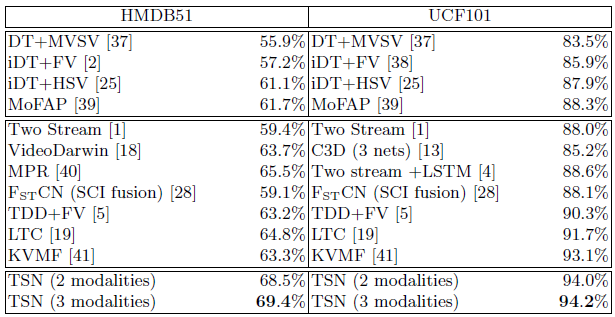 HMDB51 UCF101
DT+MVSV [37] 55.9% DT+MVSV [37] 83.5%
iDT+FV [2] 57.2% iDT+FV [38] 85.9%
iDT+HSV [25] 61.1% iDT+HSV [25] 87.9%
MoFAP [39] 61.7% MoFAP [39] 88.3%
Two Stream [1] 59.4% Two Stream [1] 88.0%
VideoDarwin [18] 63.7% C3D (3 nets) [13] 85.2%
MPR [40] 65.5% Two stream +LSTM [4] 88.6%
FSTCN (SCI fusion) [28] 59.1% FSTCN (SCI fusion) [28] 88.1%
TDD+FV [5] 63.2% TDD+FV [5] 90.3%
LTC [19] 64.8% LTC [19] 91.7%
KVMF [41] 63.3% KVMF [41] 93.1%
TSN (2 modalities) 68.5% TSN (2 modalities) 94.0%
TSN (3 modalities) 69.4% TSN (3 modalities) 94.2%